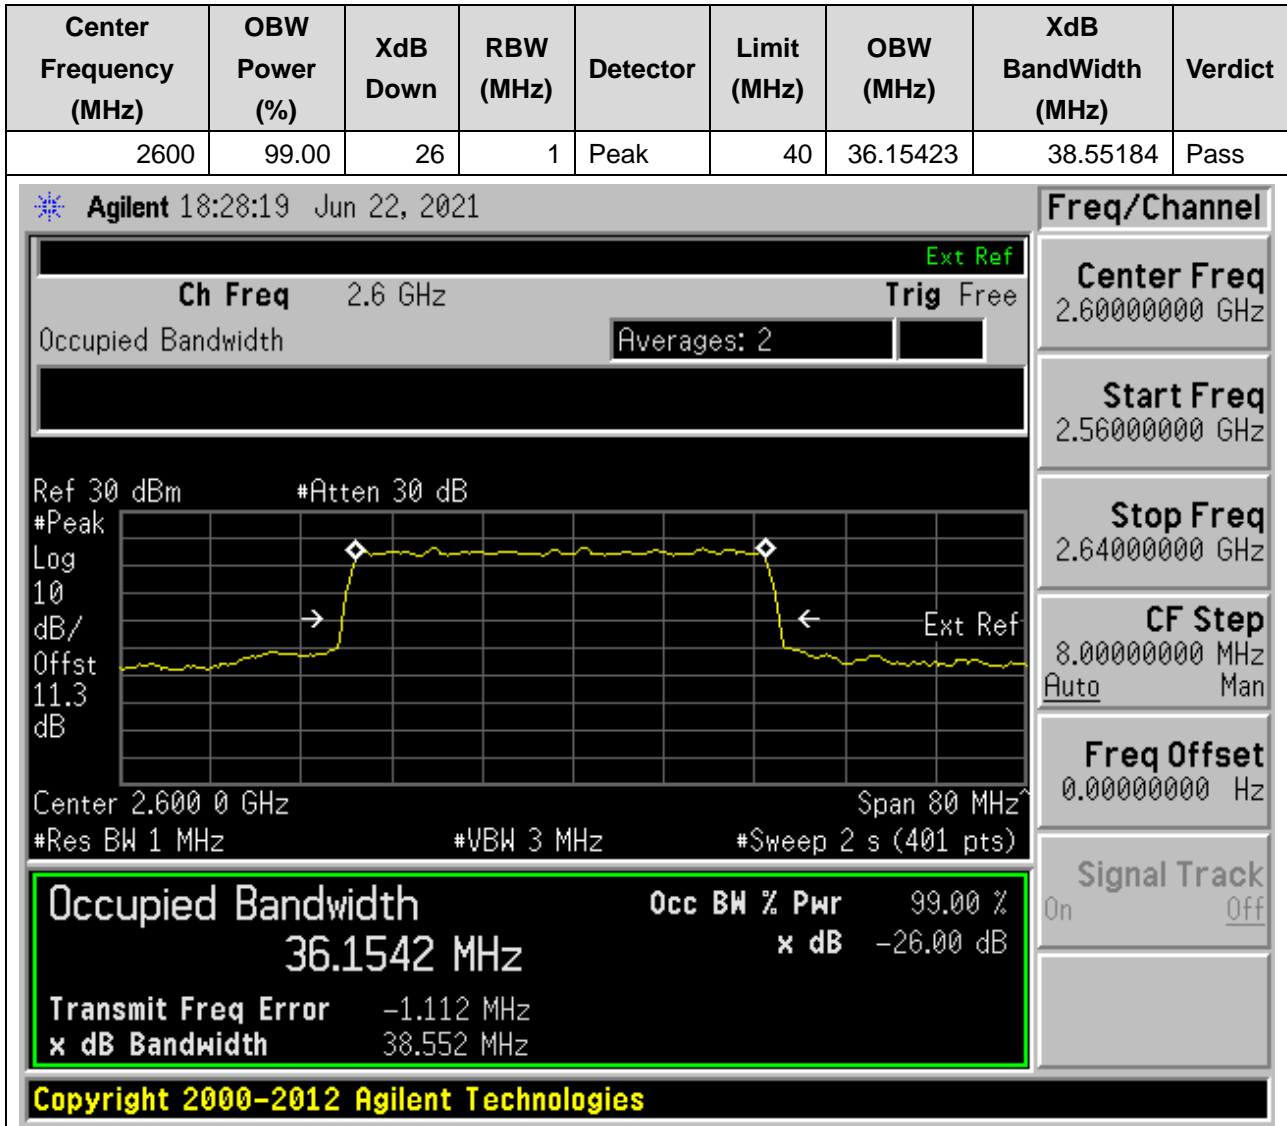 Center Frequency (MHz) OBW Power (%) XdB Down RBW (MHz) Detector Limit (MHz) OBW (MHz) XdB BandWidth (MHz) Verdict
2600 99.00 26 1 Peak 40 36.15423 38.55184 Pass
Agilent 18:28:19 Jun 22, 2021
Freq/Channel
Ext Ref
Ch Freq 2.6 GHz Trig Free
Occupied Bandwidth Averages: 2
Center Freq
2.60000000 GHz
Start Freq
2.56000000 GHz
Stop Freq
2.64000000 GHz
CF Step
8.00000000 MHz
Auto Man
Freq Offset
0.00000000 Hz
Signal Track
On Off
Ref 30 dBm #Atten 30 dB
#Peak
Log
10
dB/
Offst
11.3
dB
Ext Ref
Center 2.600 0 GHz Span 80 MHz^
#Res BW 1 MHz #VBW 3 MHz #Sweep 2 s (401 pts)
Occupied Bandwidth
36.1542 MHz
Occ BW % Pwr 99.00 %
x dB -26.00 dB
Transmit Freq Error -1.112 MHz
x dB Bandwidth 38.552 MHz
Copyright 2000-2012 Agilent Technologies